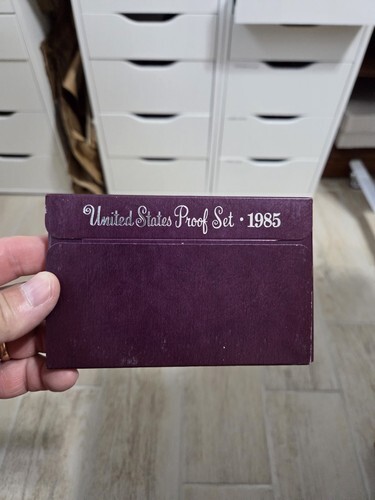 United States Proof Set · 1985